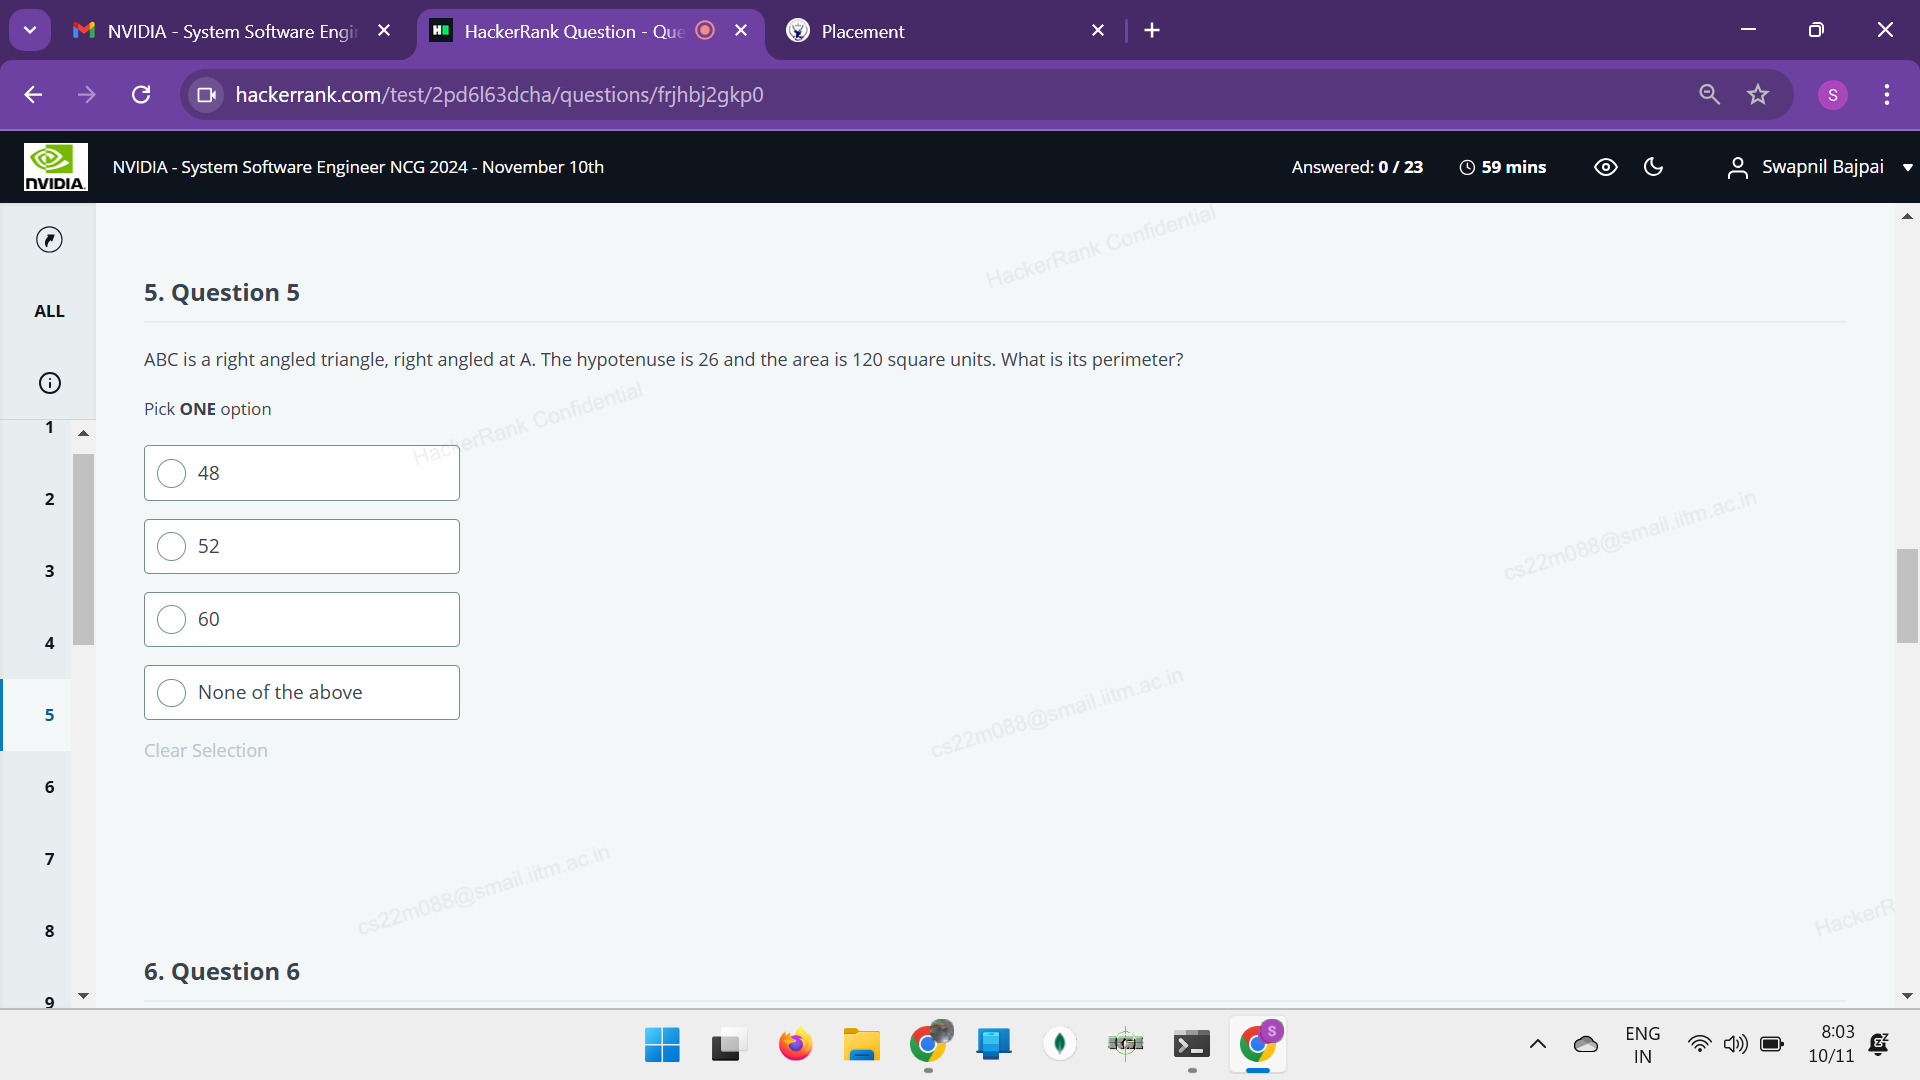 NVIDIA - System Software Engin
HackerRank Question - Que
Placement
hackerrank.com/test/2pd6l63dcha/questions/frjhbj2gkp0
S
NVIDIA
NVIDIA - System Software Engineer NCG 2024 - November 10th
Answered: 0 / 23
59 mins
Swapnil Bajpai
HackerRank Confidential
ALL
1
2
3
4
5
6
7
8
9
5. Question 5
ABC is a right angled triangle, right angled at A. The hypotenuse is 26 and the area is 120 square units. What is its perimeter?
Pick ONE option
HackerRank Confidential
48
52
60
None of the above
Clear Selection
cs22m088@smail.iitm.ac.in
cs22m088@smail.iitm.ac.in
cs22m088@smail.iitm.ac.in
HackerR
6. Question 6
S
ENG
IN
8:03
10/11